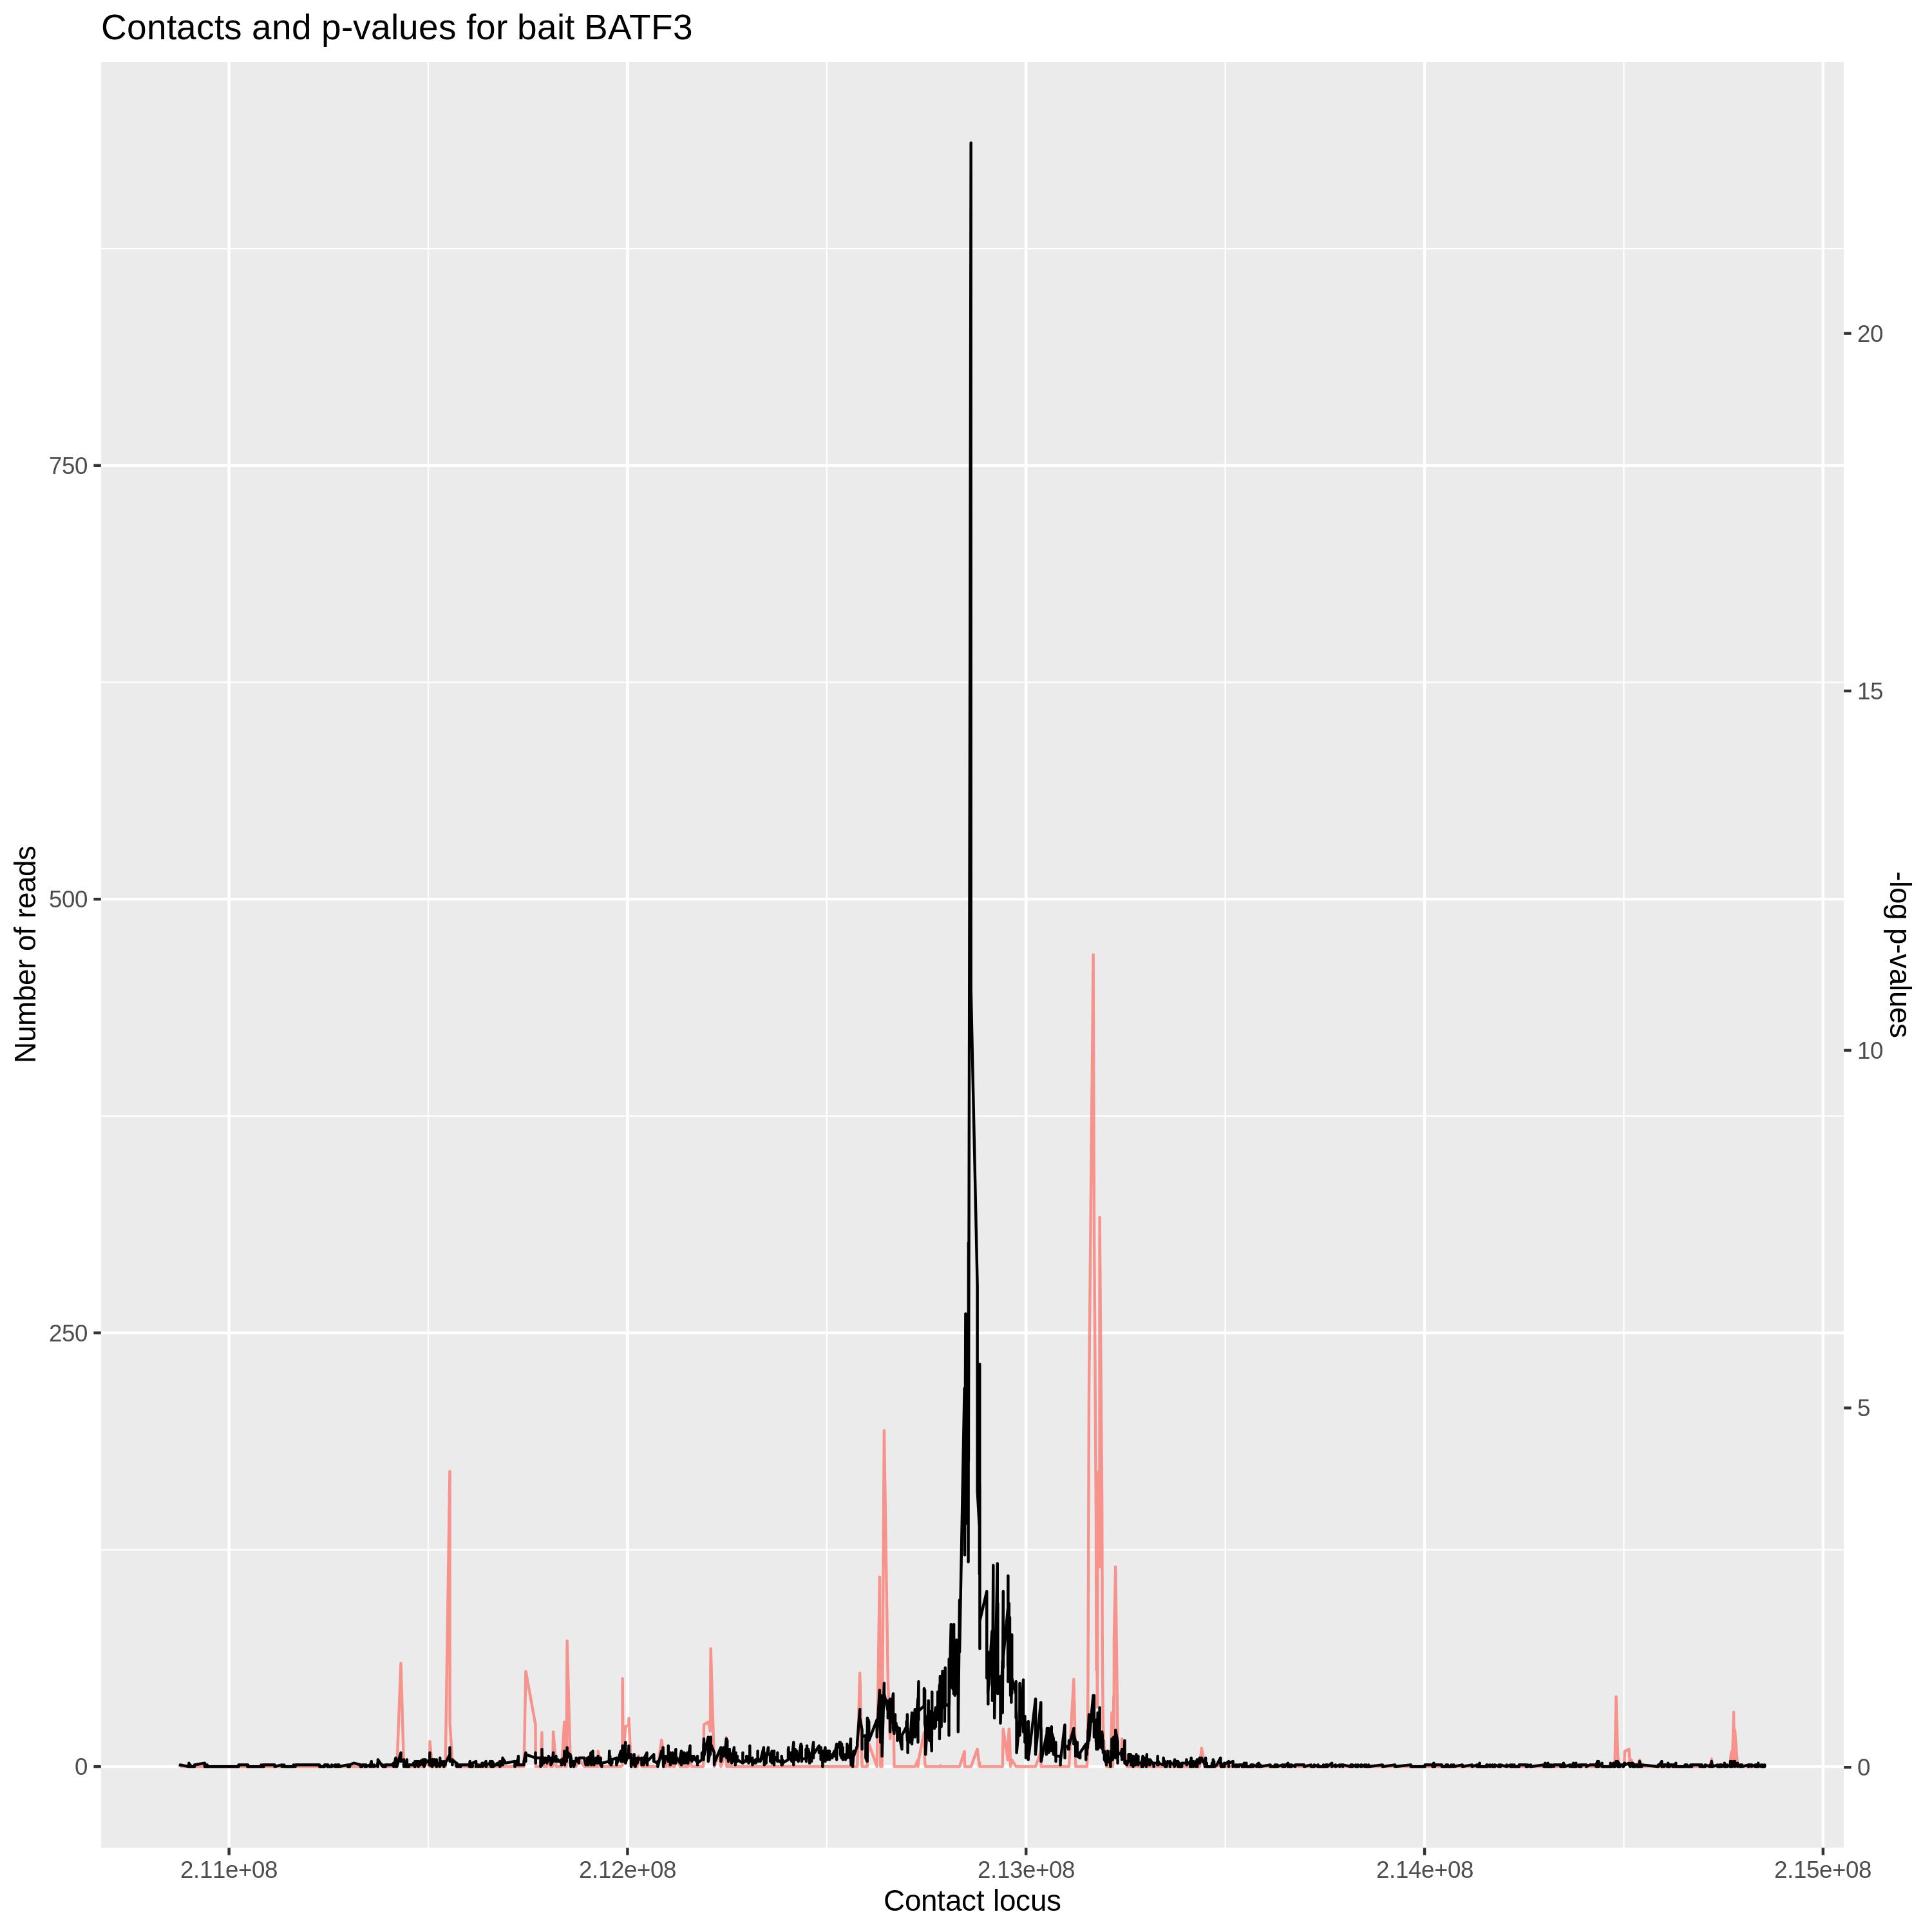 Contacts and p-values for bait BATF3
Number of reads
750
500
250
0
20
15
10
5
0
-log p-values
2.11e+08 2.12e+08 2.13e+08 2.14e+08 2.15e+08
Contact locus